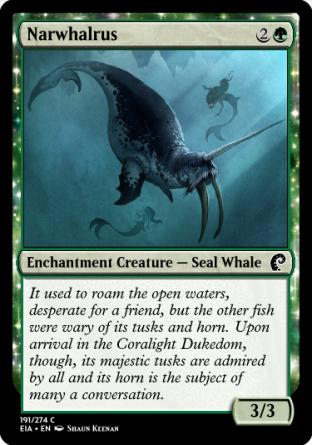 Narwhalrus 2
Enchantment Creature — Seal Whale
It used to roam the open waters,
desperate for a friend, but the other fish
were wary of its tusks and horn. Upon
arrival in the Coralight Dukedom,
though, its majestic tusks are admired
by all and its horn is the subject of
many a conversation.
3/3
191/274 C
EIA • EN Shaun Keenan